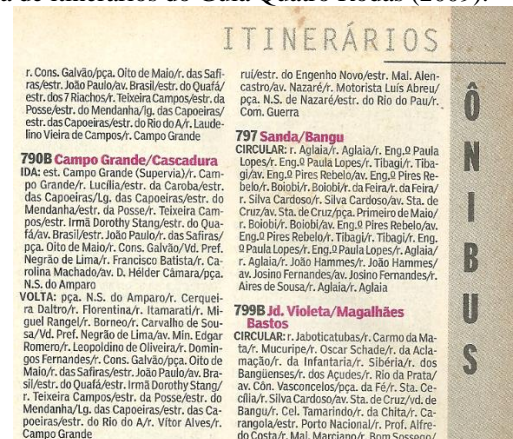 a de itinerários do Guia Quatro Rodas (2009).
ITINERÁRIOS
r. Cons. Galvão/pça. Oito de Maio/r. das Safi-
ras/estr. João Paulo/av. Brasil/estr. do Quafá/
estr. dos 7 Riachos/r. Teixeira Campos/estr. da
Posse/estr. do Mendanha/lg. das Capoeiras/
estr. das Capoeiras/estr. do Rio do A/r. Laude-
lino Vieira de Campos/r. Campo Grande
790B Campo Grande/Cascadura
IDA: est. Campo Grande (Supervia)/r. Cam-
po Grande/r. Lucília/estr. da Caroba/estr.
das Capoeiras/Lg. das Capoeiras/estr. do
Mendanha/estr. da Posse/r. Teixeira Cam-
pos/estr. Irmã Dorothy Stang/estr. do Qua-
fá/av. Brasil/estr. João Paulo/r. das Safiras/
pça. Oito de Maio/r. Cons. Galvão/Vd. Pref.
Negrão de Lima/r. Francisco Batista/r. Ca-
rolina Machado/av. D. Hélder Câmara/pça.
N.S. do Amparo
VOLTA: pça. N.S. do Amparo/r. Cerquei-
ra Daltro/r. Florentina/r. Itamarati/r. Mi-
guel Rangel/r. Borneo/r. Carvalho de Sou-
sa/Vd. Pref. Negrão de Lima/av. Min. Edgar
Romero/r. Leopoldino de Oliveira/r. Domin-
gos Fernandes/r. Cons. Galvão/pça. Oito de
Maio/r. das Safiras/estr. João Paulo/av. Bra-
sil/estr. do Quafá/estr. Irmã Dorothy Stang/
r. Teixeira Campos/estr. da Posse/estr. do
Mendanha/Lg. das Capoeiras/estr. das Ca-
poeiras/estr. do Rio do A/r. Vítor Alves/r.
Campo Grande
ruí/estr. do Engenho Novo/estr. Mal. Alen-
castro/av. Nazaré/r. Motorista Luís Abreu/
pça. N.S. de Nazaré/estr. do Rio do Pau/r.
Com. Guerra
797 Sanda/Bangu
CIRCULAR: r. Aglaia/r. Aglaia/r. Eng.º Paula
Lopes/r. Eng.º Paula Lopes/r. Tibagi/r. Tiba-
gi/av. Eng.º Pires Rebelo/av. Eng.º Pires Re-
belo/r. Boiobi/r. Boiobi/r. da Feira/r. da Feira/
r. Silva Cardoso/r. Silva Cardoso/av. Sta. de
Cruz/av. Sta. de Cruz/pça. Primeiro de Maio/
r. Boiobi/r. Boiobi/av. Eng.º Pires Rebelo/av.
Eng.º Pires Rebelo/r. Tibagi/r. Tibagi/r. Eng.
º Paula Lopes/r. Eng.º Paula Lopes/r. Aglaia/
r. Aglaia/r. João Hammes/r. João Hammes/
av. Josino Fernandes/av. Josino Fernandes/r.
Aires de Sousa/r. Aglaia/r. Aglaia
799B Jd. Violeta/Magalhães
Bastos
CIRCULAR: r. Jaboticatubas/r. Carmo da Ma-
ta/r. Mucuripe/r. Oscar Schade/r. da Acla-
mação/r. da Infantaria/r. Sibéria/r. dos
Bangüenses/r. dos Açudes/r. Rio da Prata/
av. Côn. Vasconcelos/pça. da Fé/r. Sta. Ce-
cília/r. Silva Cardoso/av. Sta. de Cruz/vd. de
Bangu/r. Cel. Tamarindo/r. da Chita/r. Ca-
rangola/estr. Porto Nacional/r. Prof. Alfre-
do Costa/r. Mal. Marciano/r. Bom Sossego/
ÔNIBUS